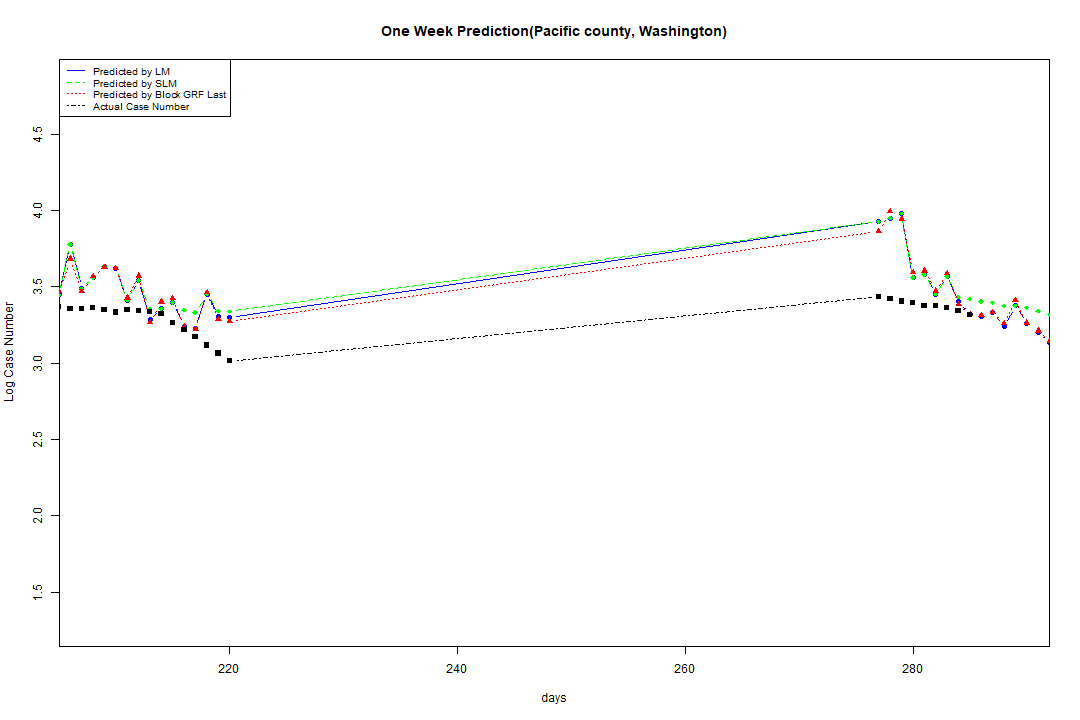 One Week Prediction(Pacific county, Washington)
Predicted by LM
Predicted by SLM
Predicted by Block GRF Last
Actual Case Number
4.5
4.0
3.5
3.0
2.5
2.0
1.5
Log Case Number
220 240 260 280
days